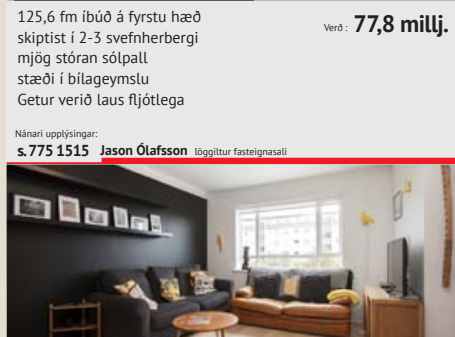 125,6 fm íbúð á fyrstu hæð
skiptist í 2-3 svefnherbergi
mjög stóran sólpall
stæði í bílageymslu
Getur verið laus fljótlega
Verð : 77,8 millj.
Nánari upplýsingar:
s. 775 1515 Jason Ólafsson löggiltur fasteignasali